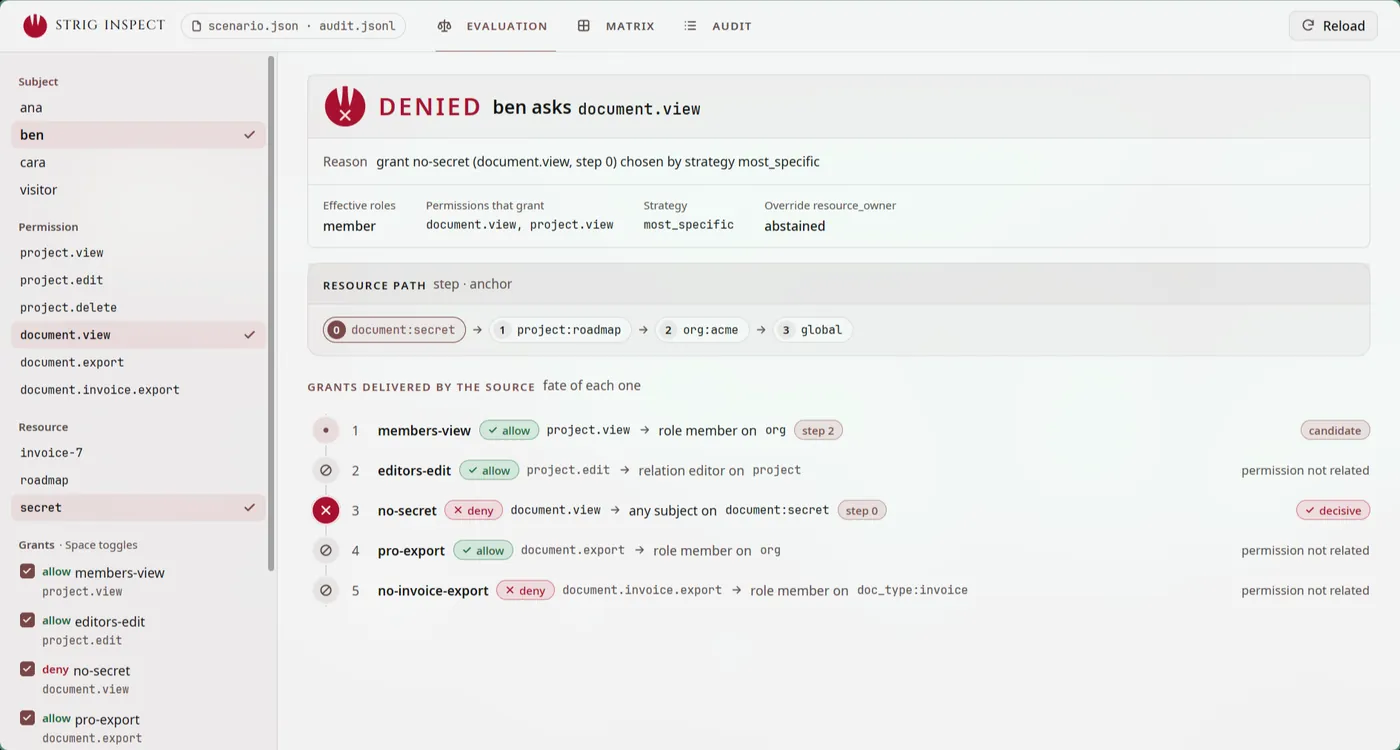 STRIG INSPECT
scenario.json · audit.jsonl
EVALUATION
MATRIX
AUDIT
Reload
Subject
ana
ben
cara
visitor
Permission
project.view
project.edit
project.delete
document.view
document.export
document.invoice.export
Resource
invoice-7
roadmap
secret
Grants · Space toggles
allow members-view
project.view
allow editors-edit
project.edit
deny no-secret
document.view
allow pro-export
document.export
DENIED ben asks document.view
Reason grant no-secret (document.view, step 0) chosen by strategy most_specific
Effective roles
member
Permissions that grant
document.view, project.view
Strategy
most_specific
Override resource_owner
abstained
RESOURCE PATH step · anchor
0 document:secret → 1 project:roadmap → 2 org:acme → 3 global
GRANTS DELIVERED BY THE SOURCE fate of each one
1 members-view allow project.view → role member on org step 2 candidate
2 editors-edit allow project.edit → relation editor on project permission not related
3 no-secret deny document.view → any subject on document:secret step 0 decisive
4 pro-export allow document.export → role member on org permission not related
5 no-invoice-export deny document.invoice.export → role member on doc_type:invoice permission not related